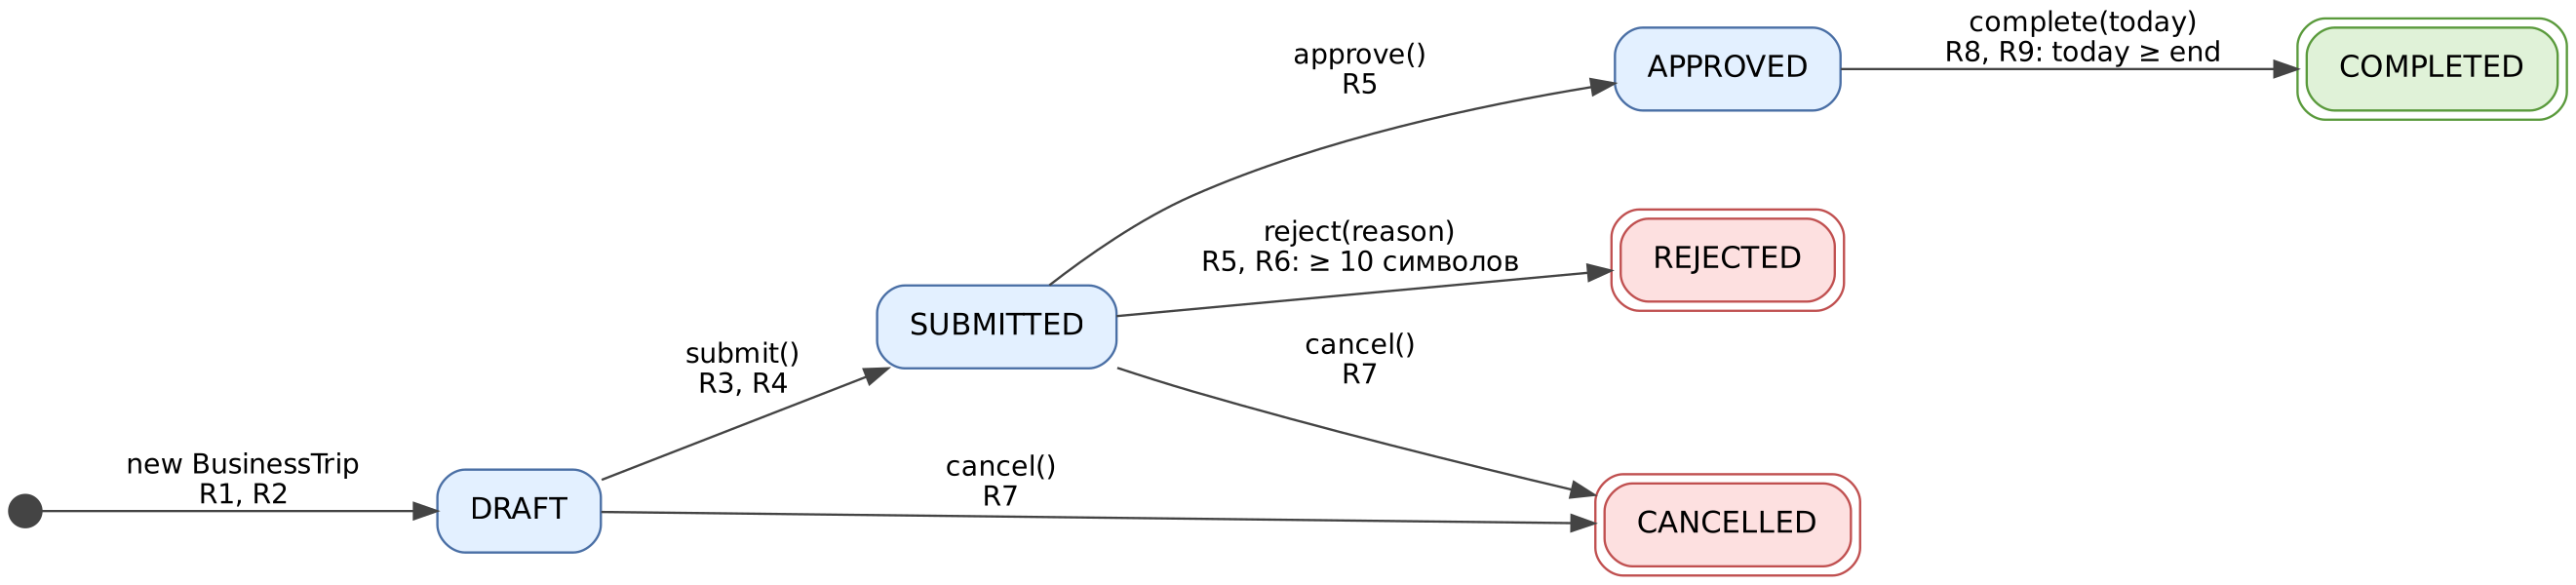 new BusinessTrip
R1, R2
DRAFT
submit()
R3, R4
cancel()
R7
SUBMITTED
approve()
R5
reject(reason)
R5, R6: ≥ 10 символов
cancel()
R7
APPROVED
REJECTED
CANCELLED
complete(today)
R8, R9: today ≥ end
COMPLETED